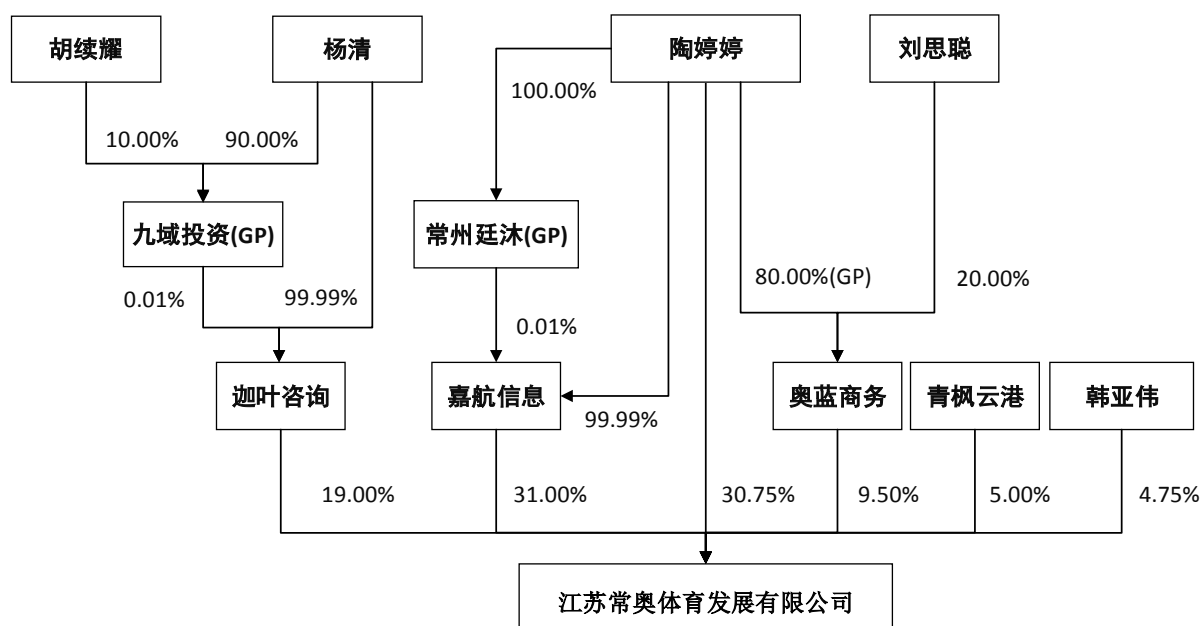 胡续耀
杨清
陶婷婷
刘思聪
100.00%
10.00%
90.00%
九域投资(GP)
常州廷沐(GP)
80.00%(GP)
20.00%
0.01%
99.99%
0.01%
迦叶咨询
嘉航信息
奥蓝商务
青枫云港
韩亚伟
99.99%
19.00%
31.00%
30.75%
9.50%
5.00%
4.75%
江苏常奥体育发展有限公司